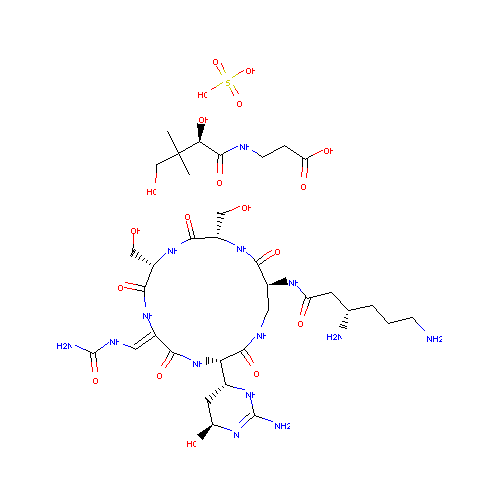 O OH
S
HO O
OH
O NH OH
O O
HO
OH
OH O
O NH NH O
O NH
NH NH
NH O
H2N NH O NH O H2N NH2
O O
NH
N NH2
HO